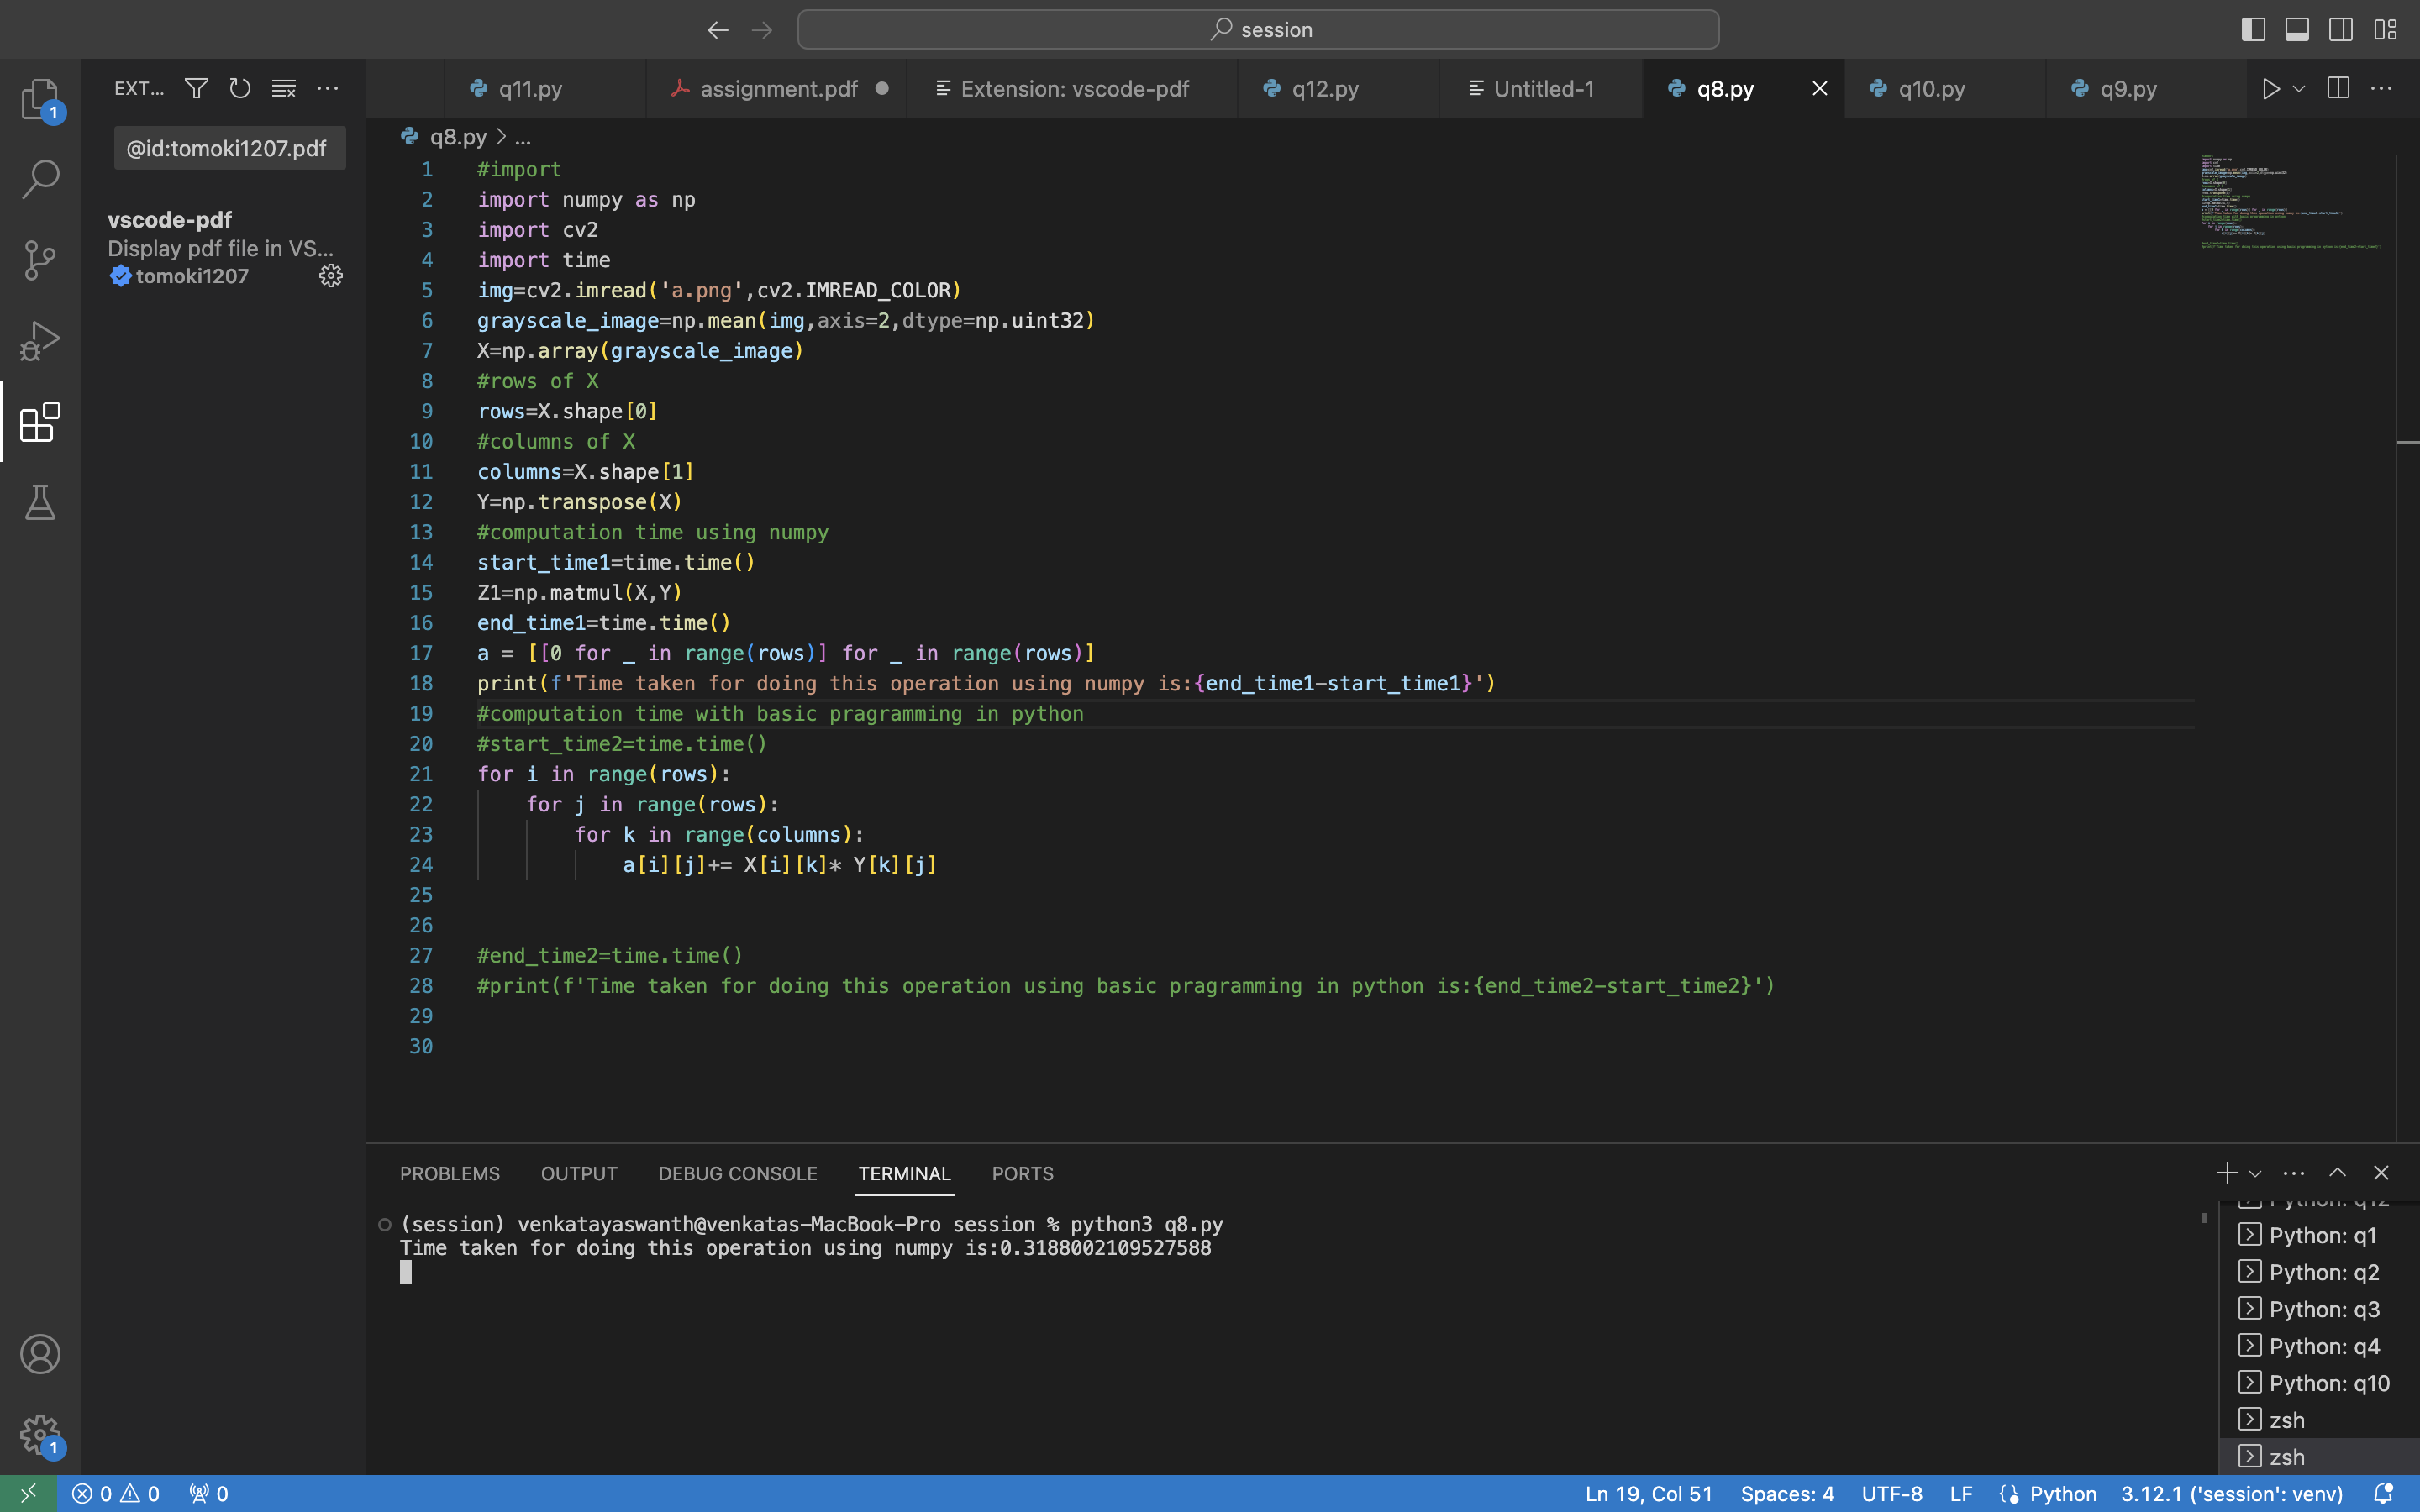 session
EXT...
@id:tomoki1207.pdf
vscode-pdf
Display pdf file in VS...
tomoki1207
q11.py
assignment.pdf
Extension: vscode-pdf
q12.py
Untitled-1
q8.py
q10.py
q9.py
q8.py > ...
1 #import
2 import numpy as np
3 import cv2
4 import time
5 img=cv2.imread('a.png',cv2.IMREAD_COLOR)
6 grayscale_image=np.mean(img,axis=2,dtype=np.uint32)
7 X=np.array(grayscale_image)
8 #rows of X
9 rows=X.shape[0]
10 #columns of X
11 columns=X.shape[1]
12 Y=np.transpose(X)
13 #computation time using numpy
14 start_time1=time.time()
15 Z1=np.matmul(X,Y)
16 end_time1=time.time()
17 a = [[0 for _ in range(rows)] for _ in range(rows)]
18 print(f'Time taken for doing this operation using numpy is:{end_time1-start_time1}')
19 #computation time with basic pragramming in python
20 #start_time2=time.time()
21 for i in range(rows):
22 for j in range(rows):
23 for k in range(columns):
24 a[i][j]+= X[i][k]* Y[k][j]
25
26
27 #end_time2=time.time()
28 #print(f'Time taken for doing this operation using basic pragramming in python is:{end_time2-start_time2}')
29
30
PROBLEMS OUTPUT DEBUG CONSOLE TERMINAL PORTS
(session) venkatayaswanth@venkatas-MacBook-Pro session % python3 q8.py
Time taken for doing this operation using numpy is:0.3188002109527588
Python: q12
Python: q1
Python: q2
Python: q3
Python: q4
Python: q10
zsh
zsh
1
1
0 0 0
Ln 19, Col 51 Spaces: 4 UTF-8 LF Python 3.12.1 ('session': venv)